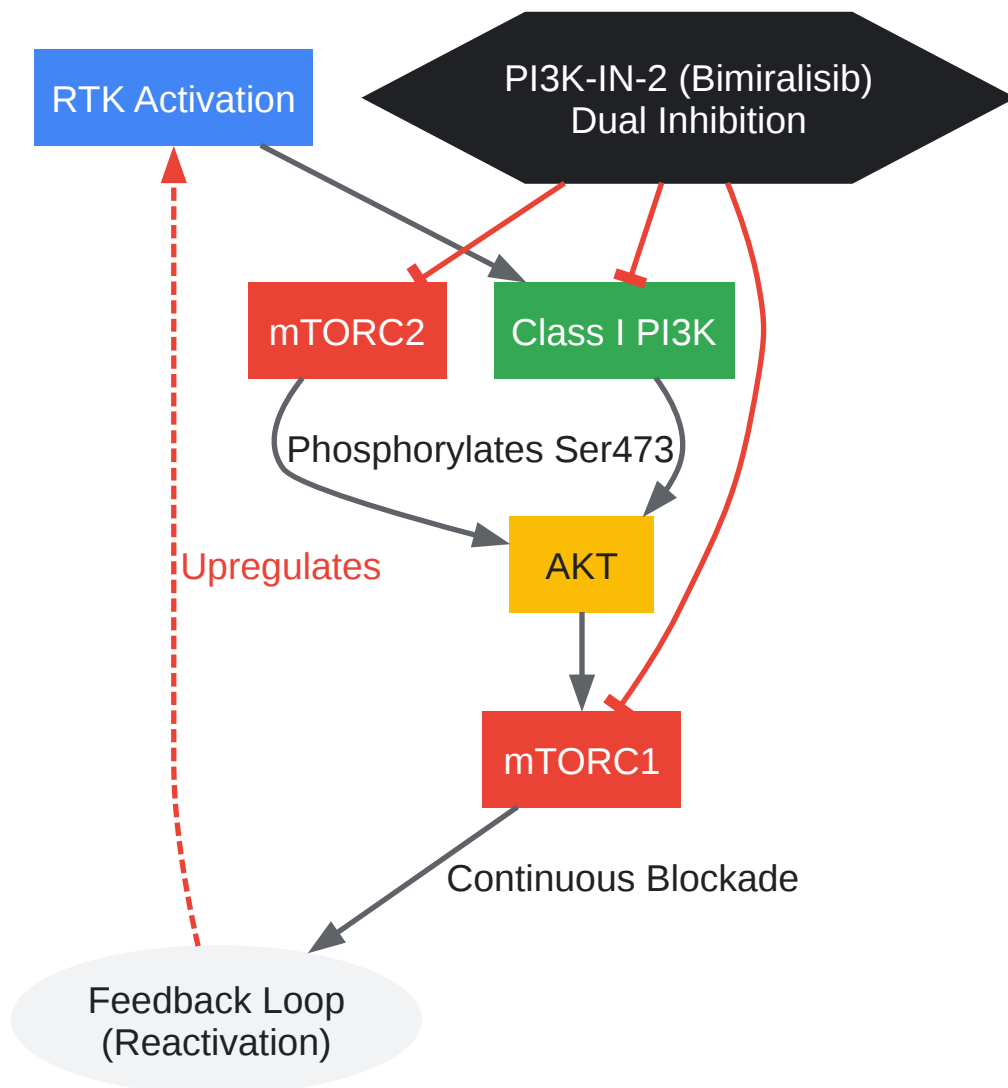 RTK Activation
PI3K-IN-2 (Bimiralisib)
Dual Inhibition
mTORC2
Class I PI3K
Phosphorylates Ser473
AKT
Upregulates
mTORC1
Continuous Blockade
Feedback Loop
(Reactivation)